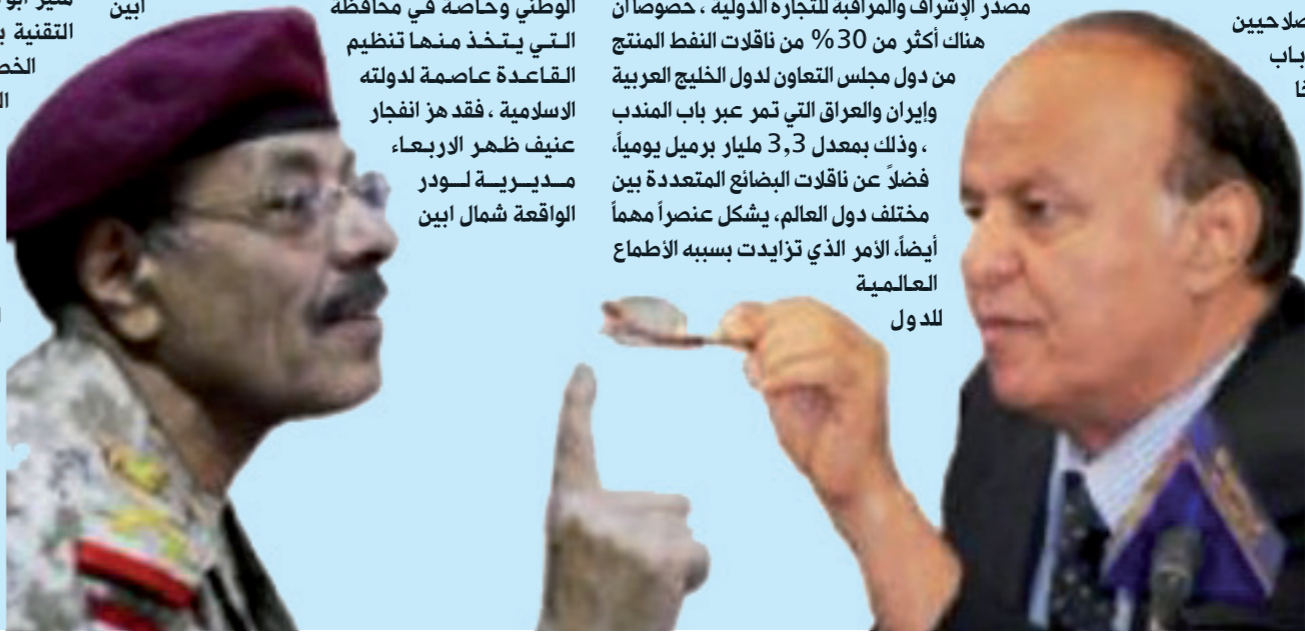 صلاحيين
باب
مصدر الإشراف والمراقبة للتجارة الدولية ، خصوصا أن
هناك أكثر من 30% من ناقلات النفط المنتج
من دول مجلس التعاون لدول الخليج العربية
وإيران والعراق التي تمر عبر باب المندب
، وذلك بمعدل 3,3 مليار برميل يومياً،
فضلاً عن ناقلات البضائع المتعددة بين
مختلف دول العالم، يشكل عنصراً مهماً
أيضاً، الأمر الذي تزايدت بسببه الأطماع
العالمية
للدول
الوطني وخاصة في محافظة ابين
التي يتخذ منها تنظيم
القاعدة عاصمة لدولته
الاسلامية ، فقد هز انفجار
عنيف ظهر الاربعاء
مديرية لودر
الواقعة شمال ابين
منير
التقنية